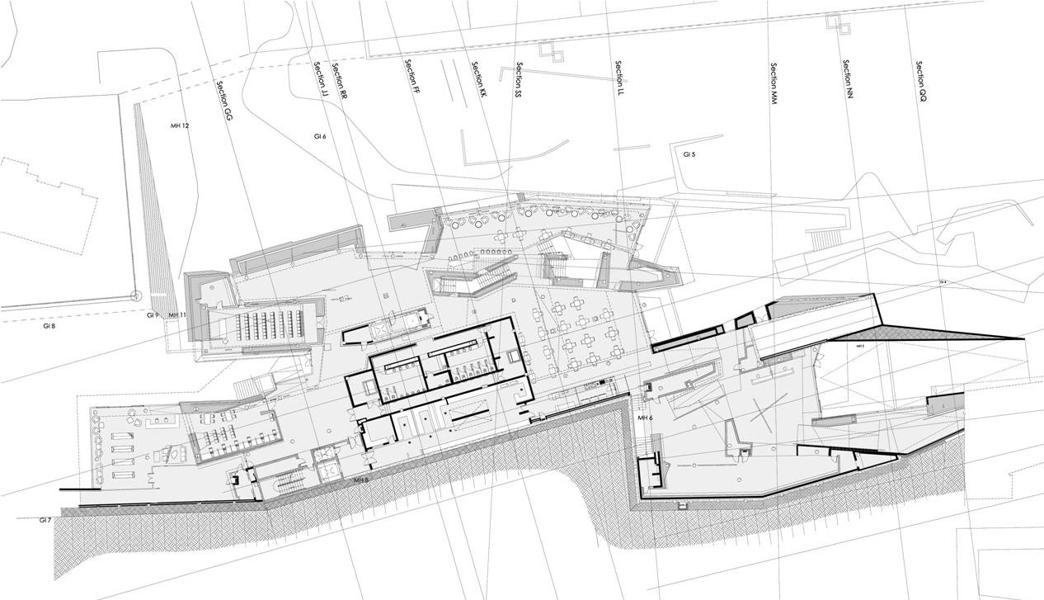 Section GG
Section JJ
Section RR
Section FF
Section KK
Section SS
Section LL
Section MM
Section NN
Section QQ
MH 12
GI 6
GI 5
GI 8
GI 9
MH 11
MH 6
MH 8
GI 7